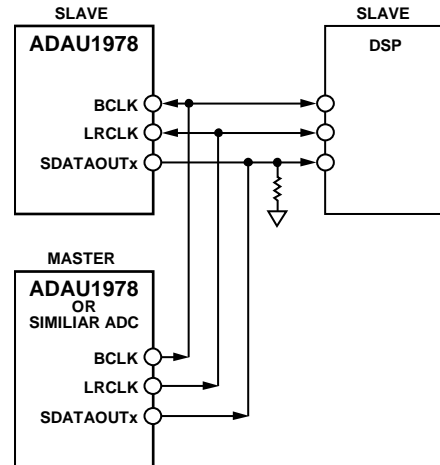 SLAVE
ADAU1978
BCLK
LRCLK
SDATAOUTx
SLAVE
DSP
MASTER
ADAU1978
OR
SIMILIAR ADC
BCLK
LRCLK
SDATAOUTx